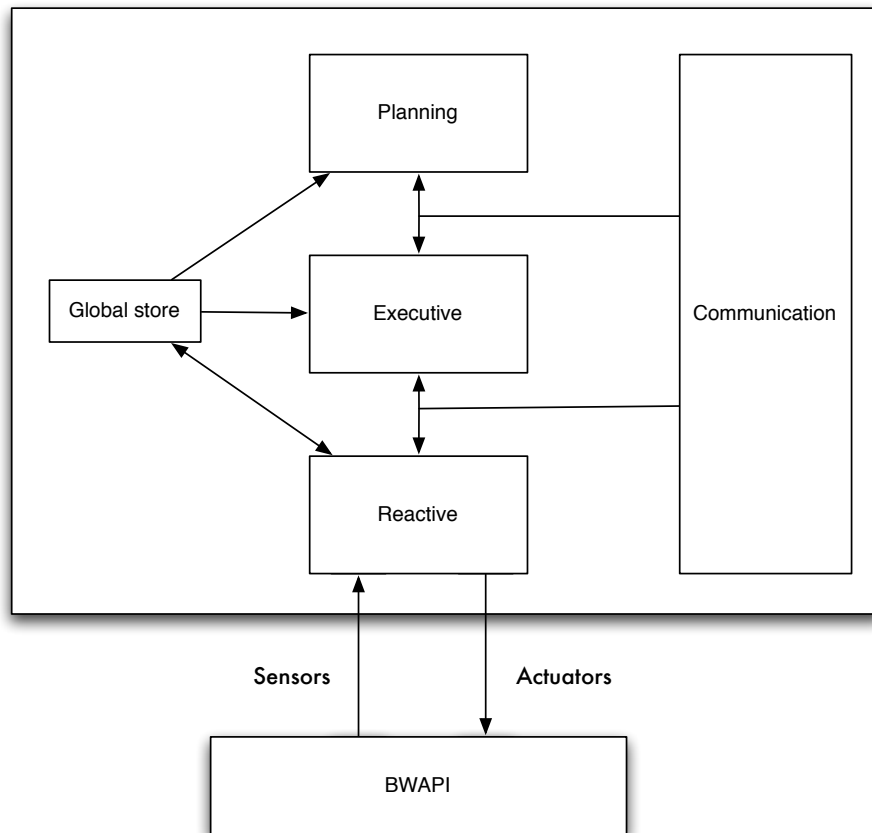 Planning
Global store
Executive
Communication
Reactive
Sensors
Actuators
BWAPI